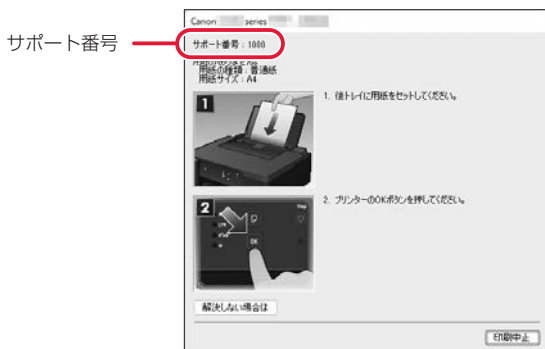 Canon series
サポート番号
サポート番号 : 1000
用紙の種類 : 普通紙
用紙サイズ : A4
1
1. 後トレイに用紙をセットしてください。
2
2. プリンターのOKボタンを押してください。
Stop
OK
解決しない場合は
印刷中止